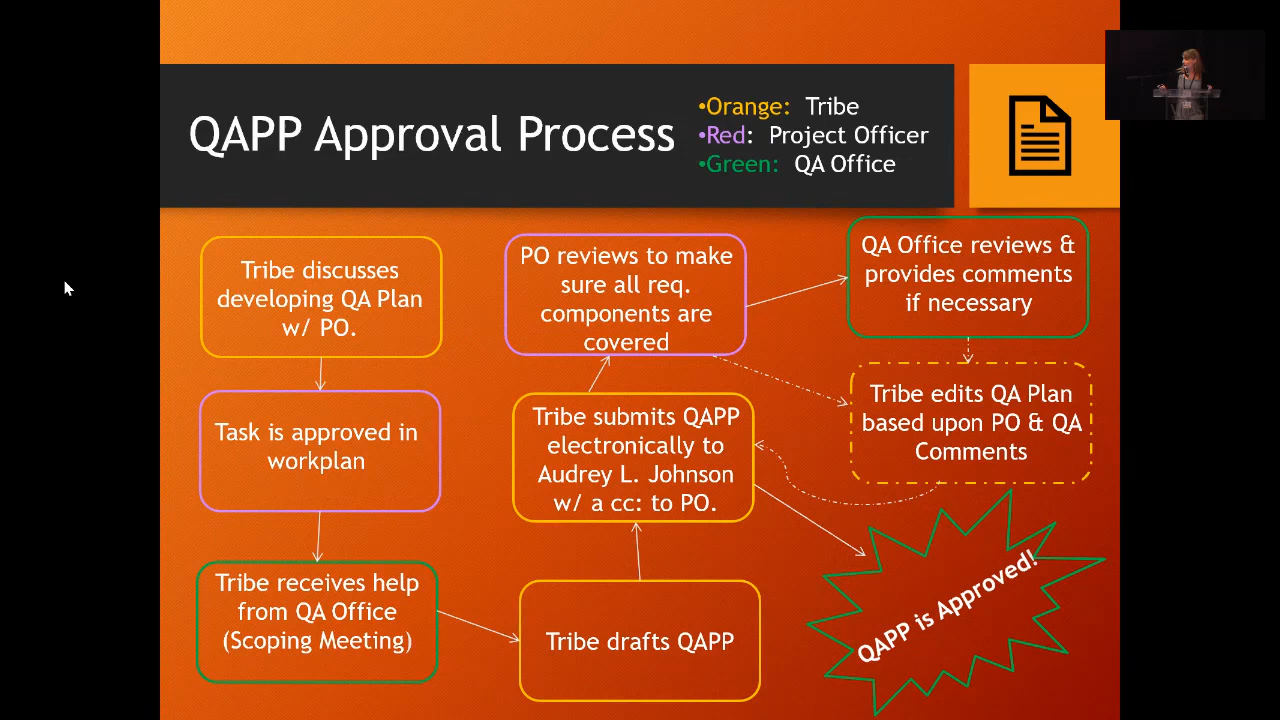 QAPP Approval Process
•Orange: Tribe
•Red: Project Officer
•Green: QA Office
Tribe discusses
developing QA Plan
w/ PO.
Task is approved in
workplan
Tribe receives help
from QA Office
(Scoping Meeting)
Tribe drafts QAPP
Tribe submits QAPP
electronically to
Audrey L. Johnson
w/ a cc: to PO.
PO reviews to make
sure all req.
components are
covered
QA Office reviews &
provides comments
if necessary
Tribe edits QA Plan
based upon PO & QA
Comments
QAPP is Approved!